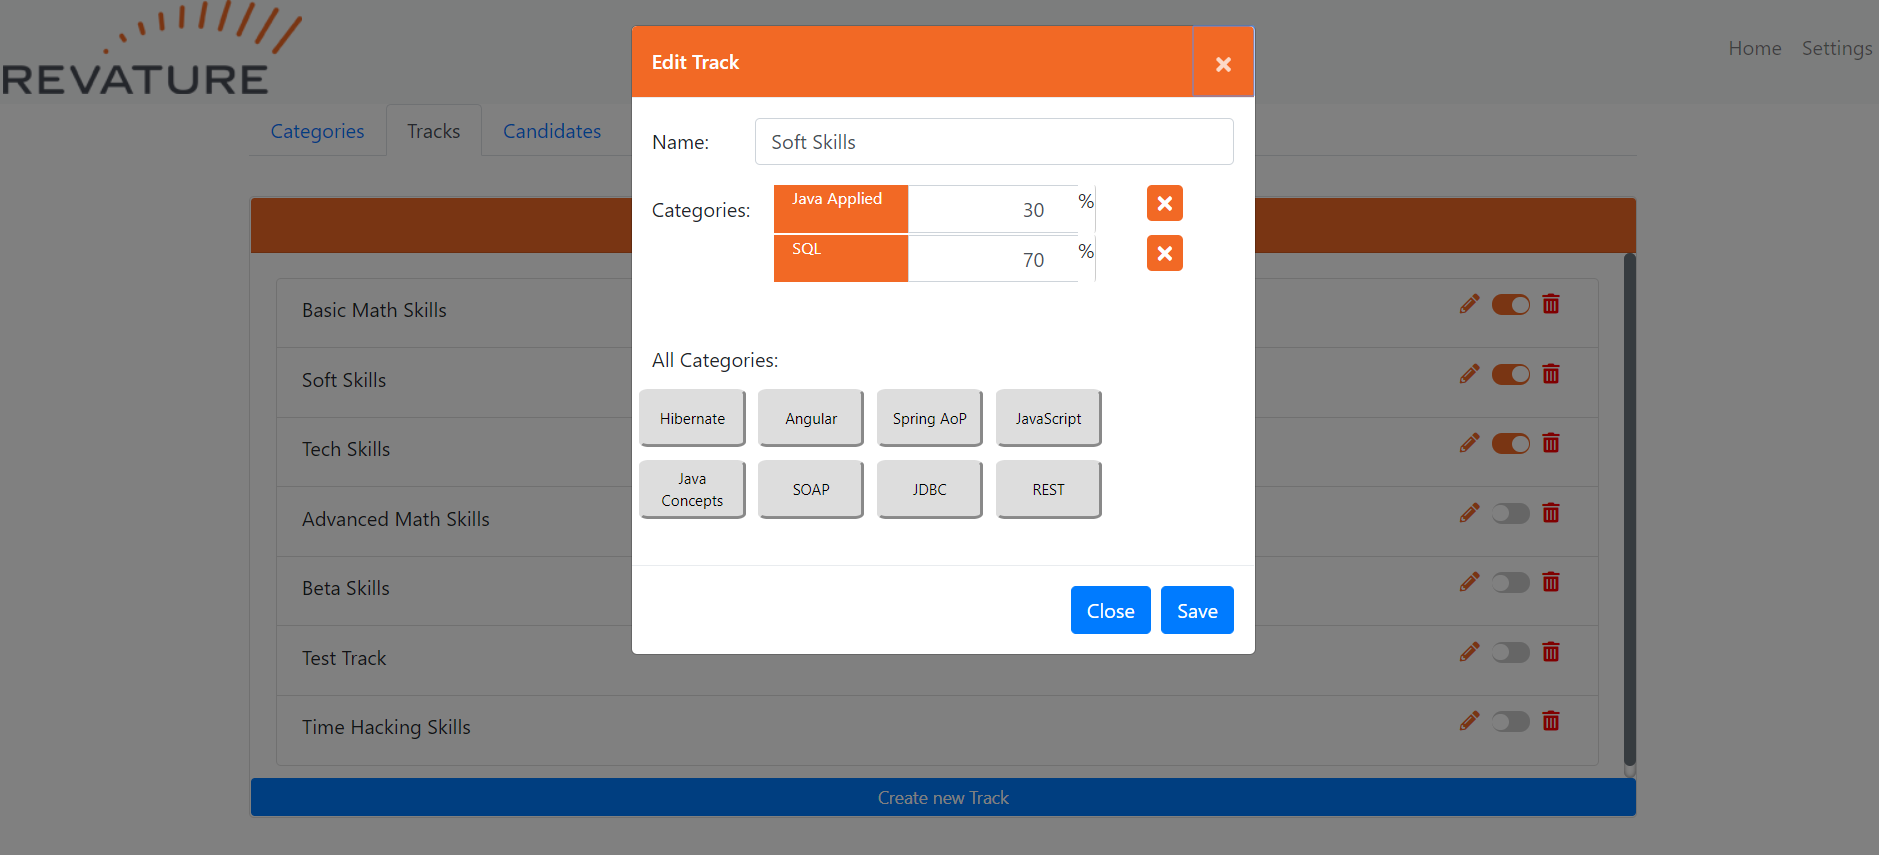 REVATURE
Home Settings
Categories Tracks Candidates
Edit Track
Name: Soft Skills
Categories: Java Applied 30 %
SQL 70 %
All Categories:
Hibernate Angular Spring AoP JavaScript
Java
Concepts SOAP JDBC REST
Close Save
Basic Math Skills
Soft Skills
Tech Skills
Advanced Math Skills
Beta Skills
Test Track
Time Hacking Skills
Create new Track